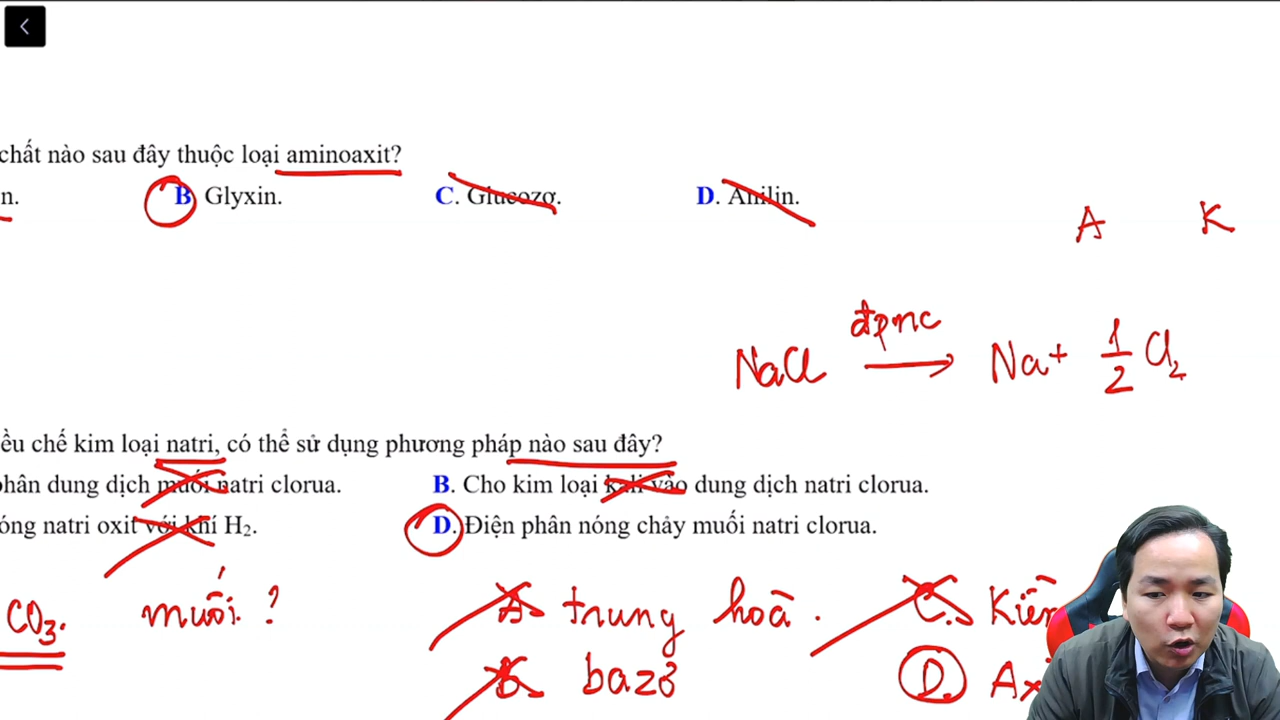 chất nào sau đây thuộc loại aminoaxit?
n. B Glyxin. C. Glucozơ. D. Anilin.
A K
NaCl đpnc → Na + 1/2 Cl2
ều chế kim loại natri, có thể sử dụng phương pháp nào sau đây?
phân dung dịch muối natri clorua. B. Cho kim loại kali vào dung dịch natri clorua.
óng natri oxit với khí H2. D. Điện phân nóng chảy muối natri clorua.
CO3. muối ? A trung hoà. C. Kiềm
B bazơ D. Ax